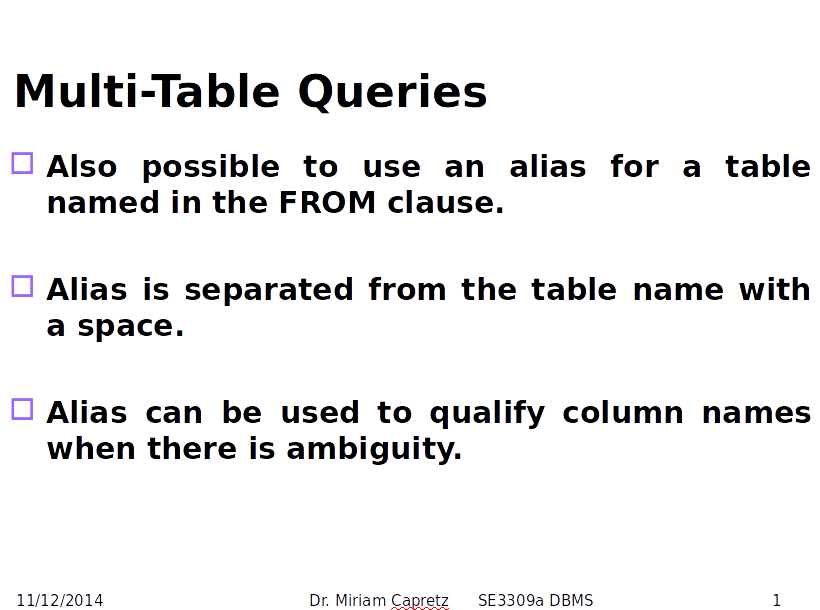 Multi-Table Queries
Also possible to use an alias for a table
named in the FROM clause.
Alias is separated from the table name with
a space.
Alias can be used to qualify column names
when there is ambiguity.
11/12/2014 Dr. Miriam Capretz SE3309a DBMS 1